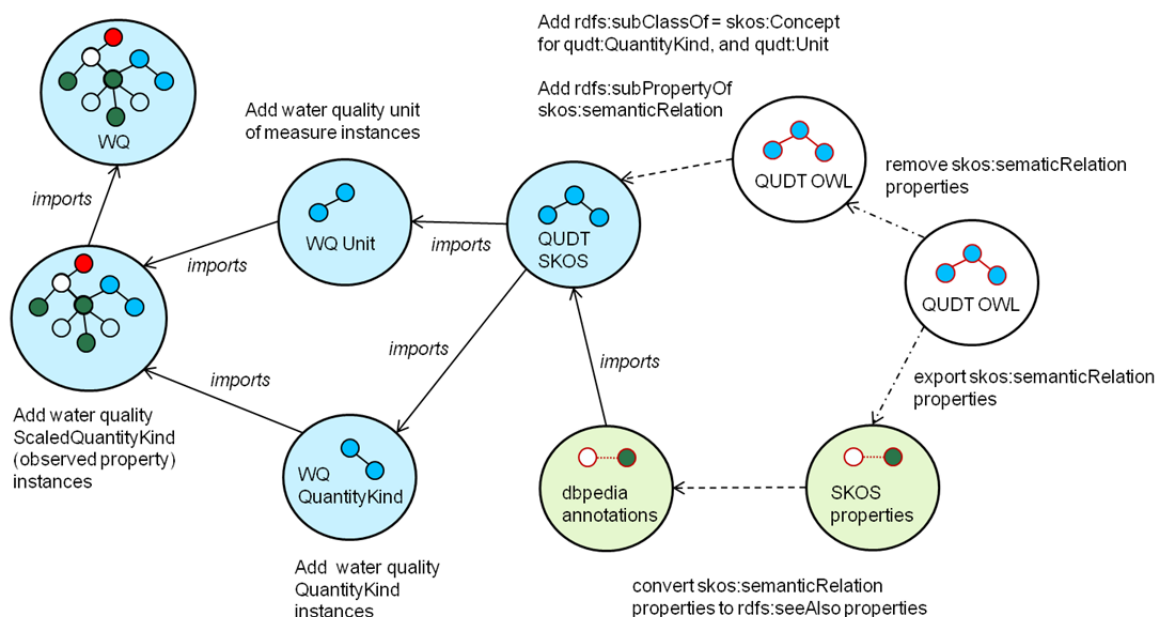 Add rdfs:subClassOf= skos:Concept
for qudt:QuantityKind, and qudt:Unit
Add rdfs:subPropertyOf
skos:semanticRelation
WQ
Add water quality unit
of measure instances
QUDT OWL
remove skos:sematicRelation
properties
imports
WQ Unit
imports
QUDT
SKOS
imports
QUDT OWL
imports
imports
imports
export skos:semanticRelation
properties
Add water quality
ScaledQuantityKind
(observed property)
instances
WQ
QuantityKind
dbpedia
annotations
SKOS
properties
Add water quality
QuantityKind
instances
convert skos:semanticRelation
properties to rdfs:seeAlso properties